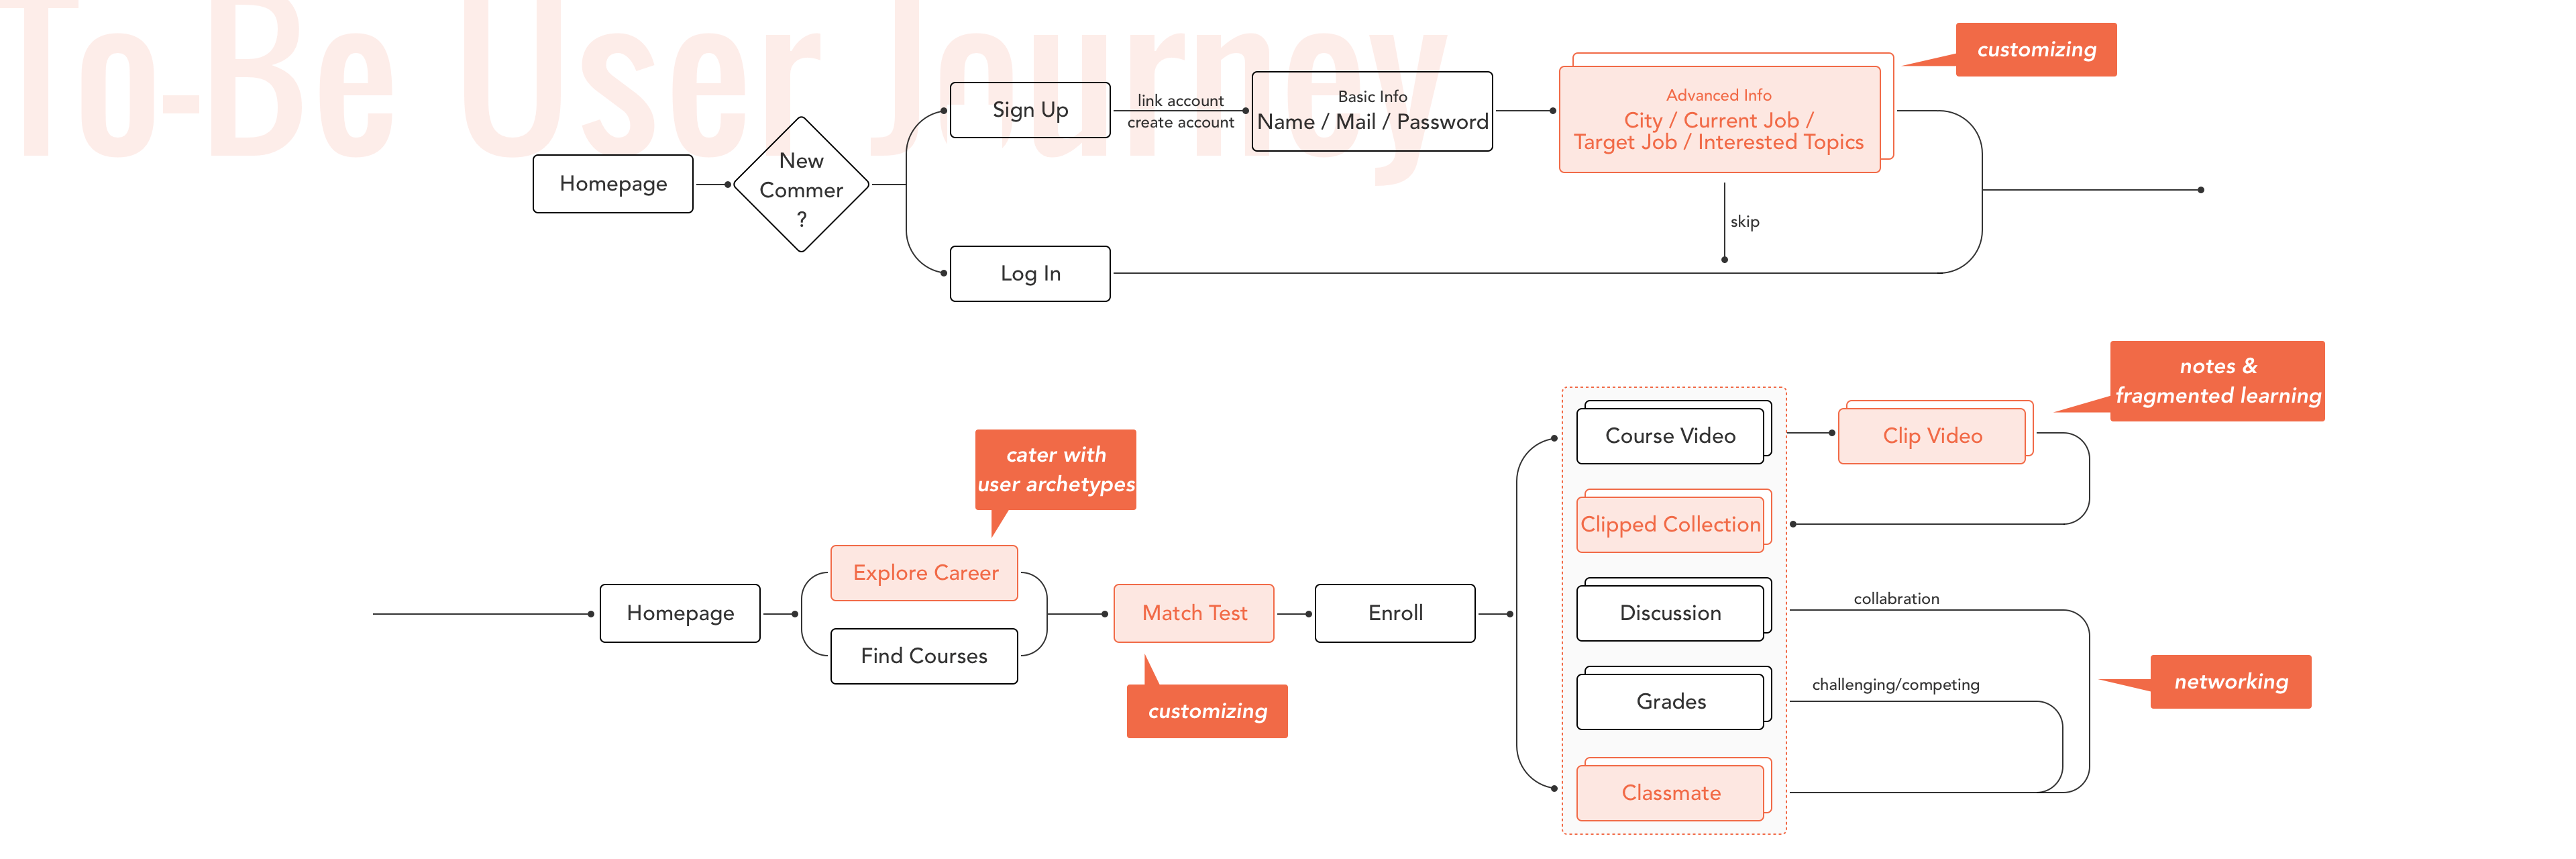 To-Be User Journey
customizing
Sign Up
link account
create account
Basic Info
Name / Mail / Password
Advanced Info
City / Current Job /
Target Job / Interested Topics
Homepage
New
Commer
?
skip
Log In
notes &
fragmented learning
cater with
user archetypes
Course Video
Clip Video
Clipped Collection
Explore Career
Homepage
Match Test
Enroll
Discussion
collabration
Find Courses
customizing
Grades
challenging/competing
networking
Classmate